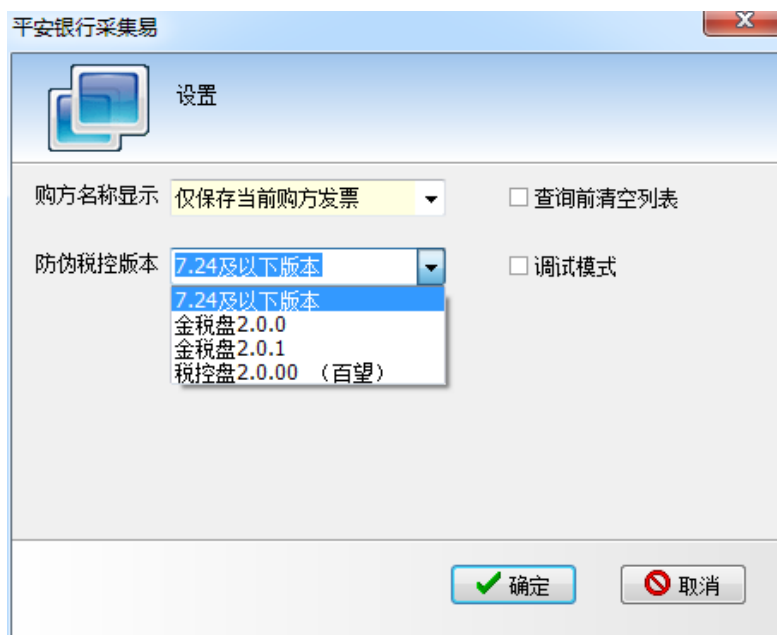 平安银行采集易
设置
购方名称显示 仅保存当前购方发票 查询前清空列表
防伪税控版本 7.24及以下版本 调试模式
7.24及以下版本
金税盘2.0.0
金税盘2.0.1
税控盘2.0.00 （百望）
确定 取消